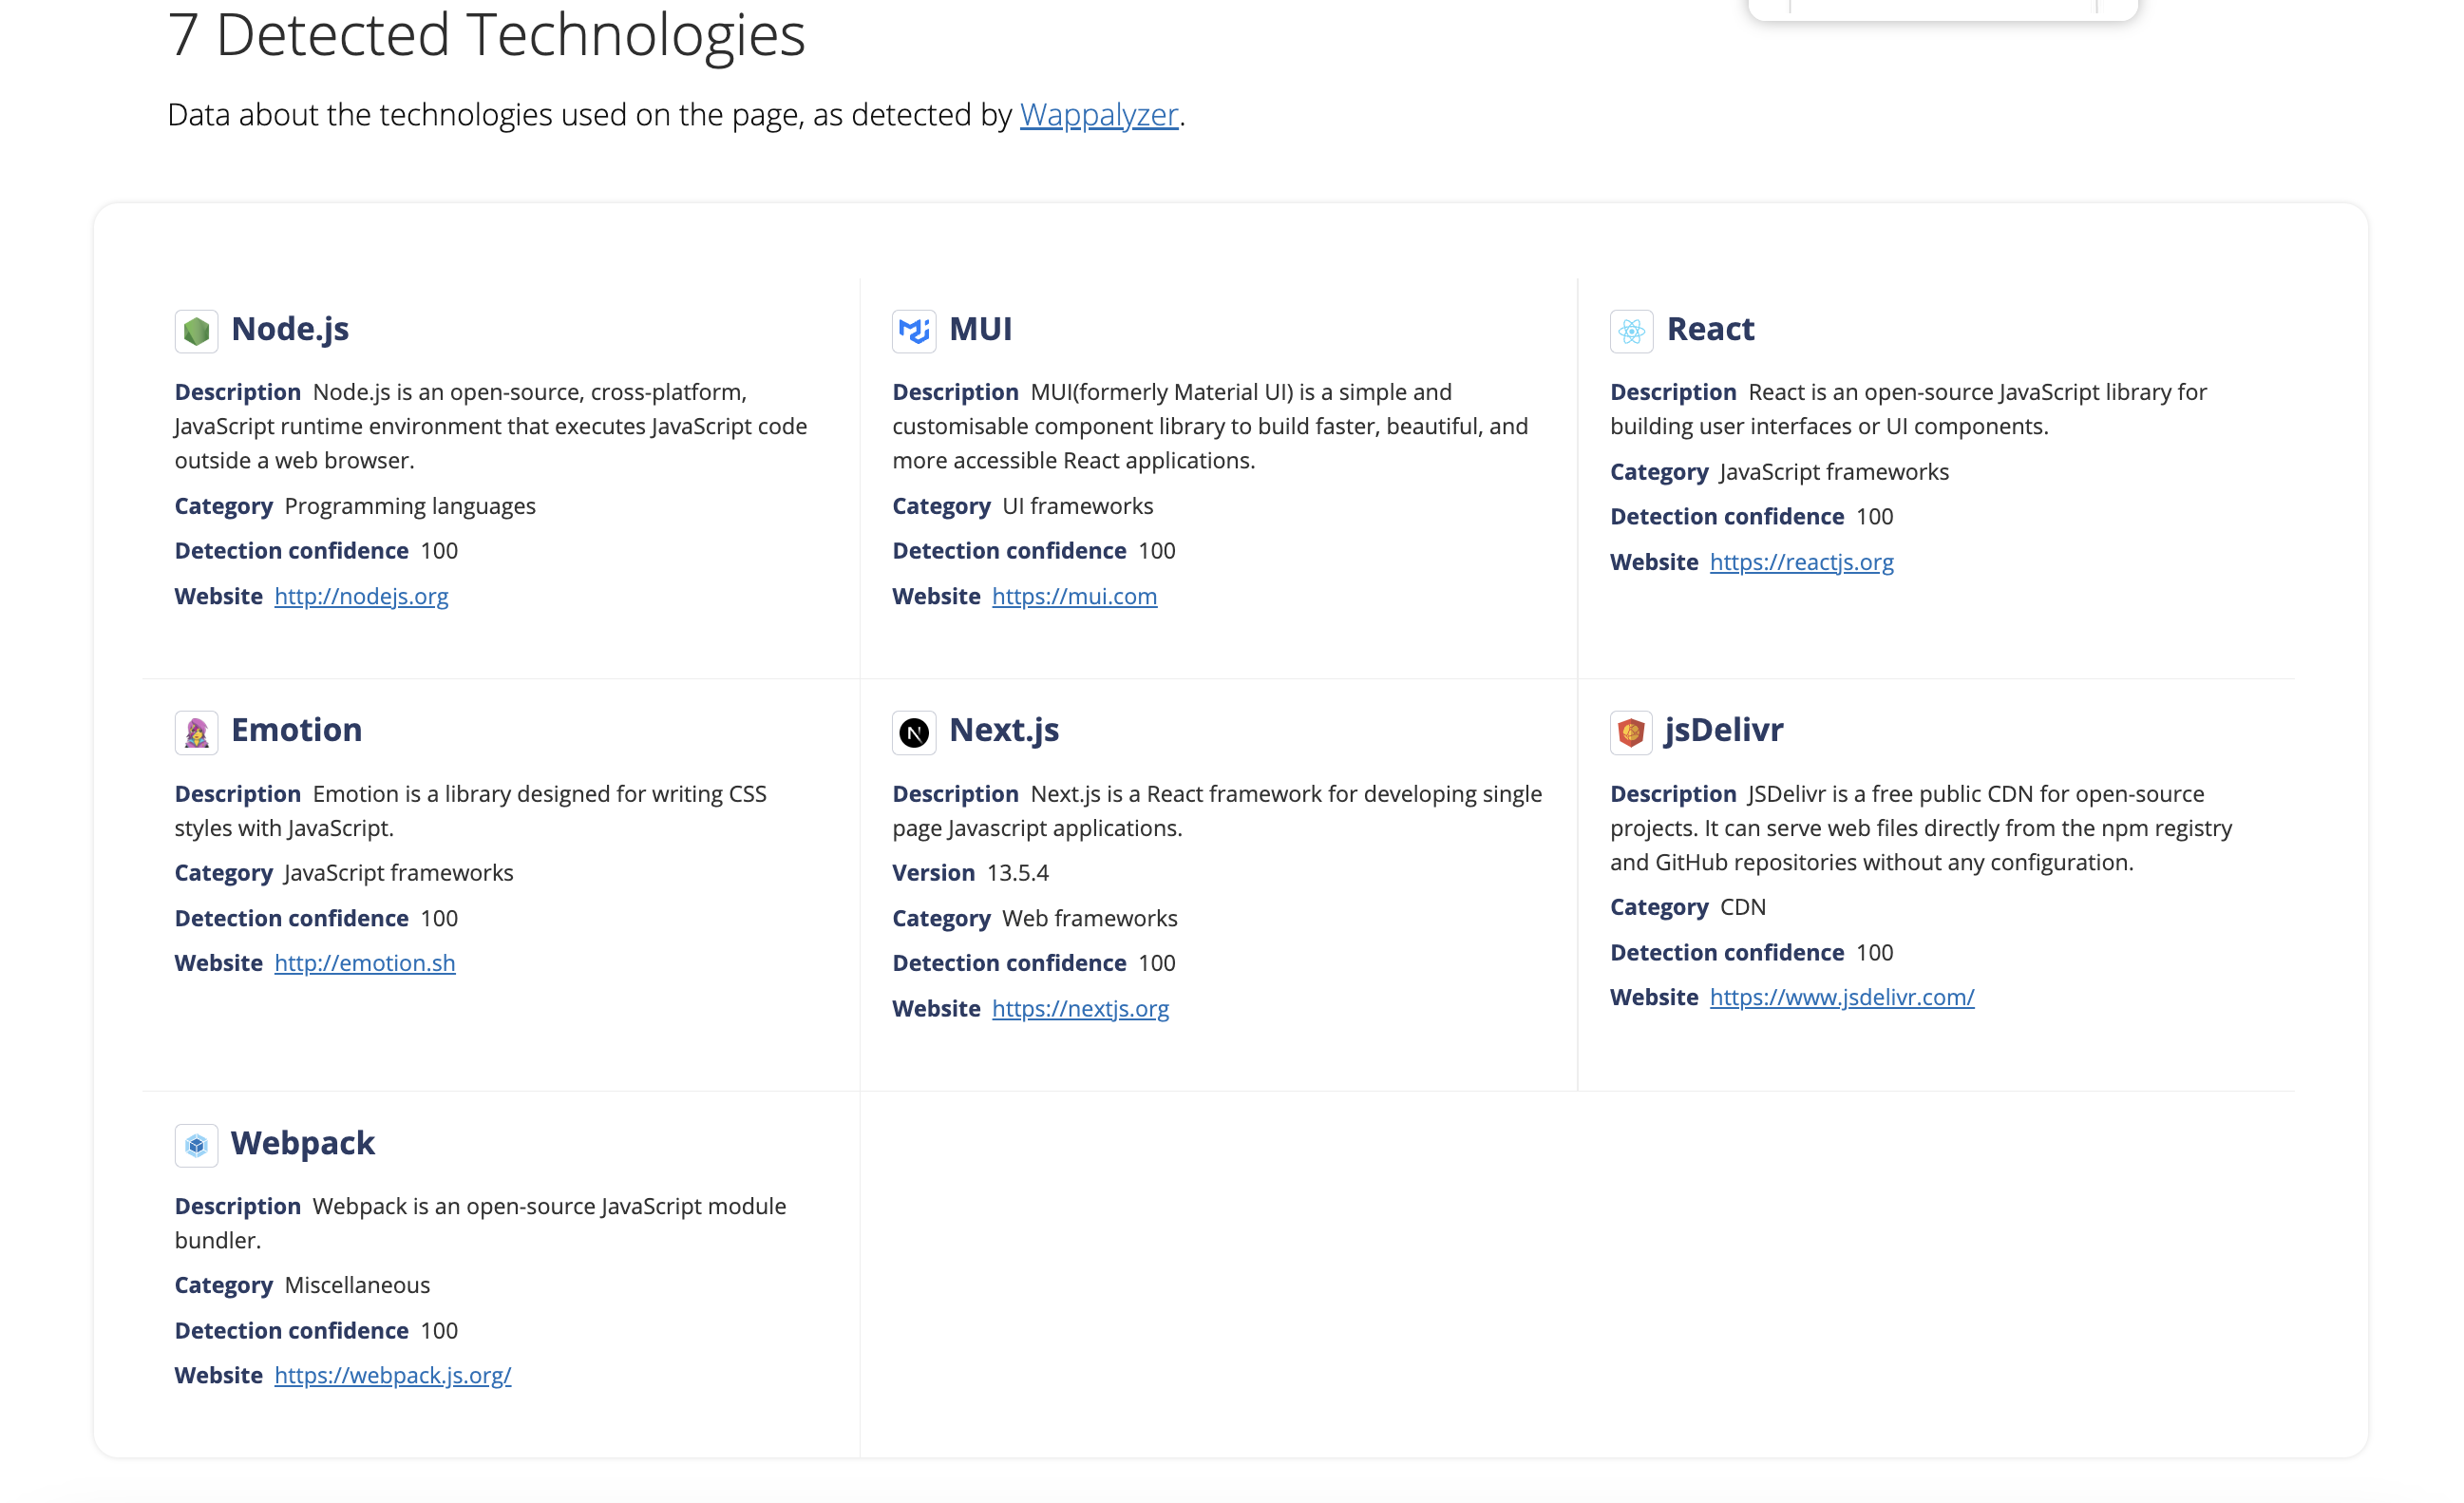 7 Detected Technologies
Data about the technologies used on the page, as detected by Wappalyzer.
Node.js
Description Node.js is an open-source, cross-platform,
JavaScript runtime environment that executes JavaScript code
outside a web browser.
Category Programming languages
Detection confidence 100
Website http://nodejs.org
MUI
Description MUI(formerly Material UI) is a simple and
customisable component library to build faster, beautiful, and
more accessible React applications.
Category UI frameworks
Detection confidence 100
Website https://mui.com
React
Description React is an open-source JavaScript library for
building user interfaces or UI components.
Category JavaScript frameworks
Detection confidence 100
Website https://reactjs.org
Emotion
Description Emotion is a library designed for writing CSS
styles with JavaScript.
Category JavaScript frameworks
Detection confidence 100
Website http://emotion.sh
Next.js
Description Next.js is a React framework for developing single
page Javascript applications.
Version 13.5.4
Category Web frameworks
Detection confidence 100
Website https://nextjs.org
jsDelivr
Description JSDelivr is a free public CDN for open-source
projects. It can serve web files directly from the npm registry
and GitHub repositories without any configuration.
Category CDN
Detection confidence 100
Website https://www.jsdelivr.com/
Webpack
Description Webpack is an open-source JavaScript module
bundler.
Category Miscellaneous
Detection confidence 100
Website https://webpack.js.org/